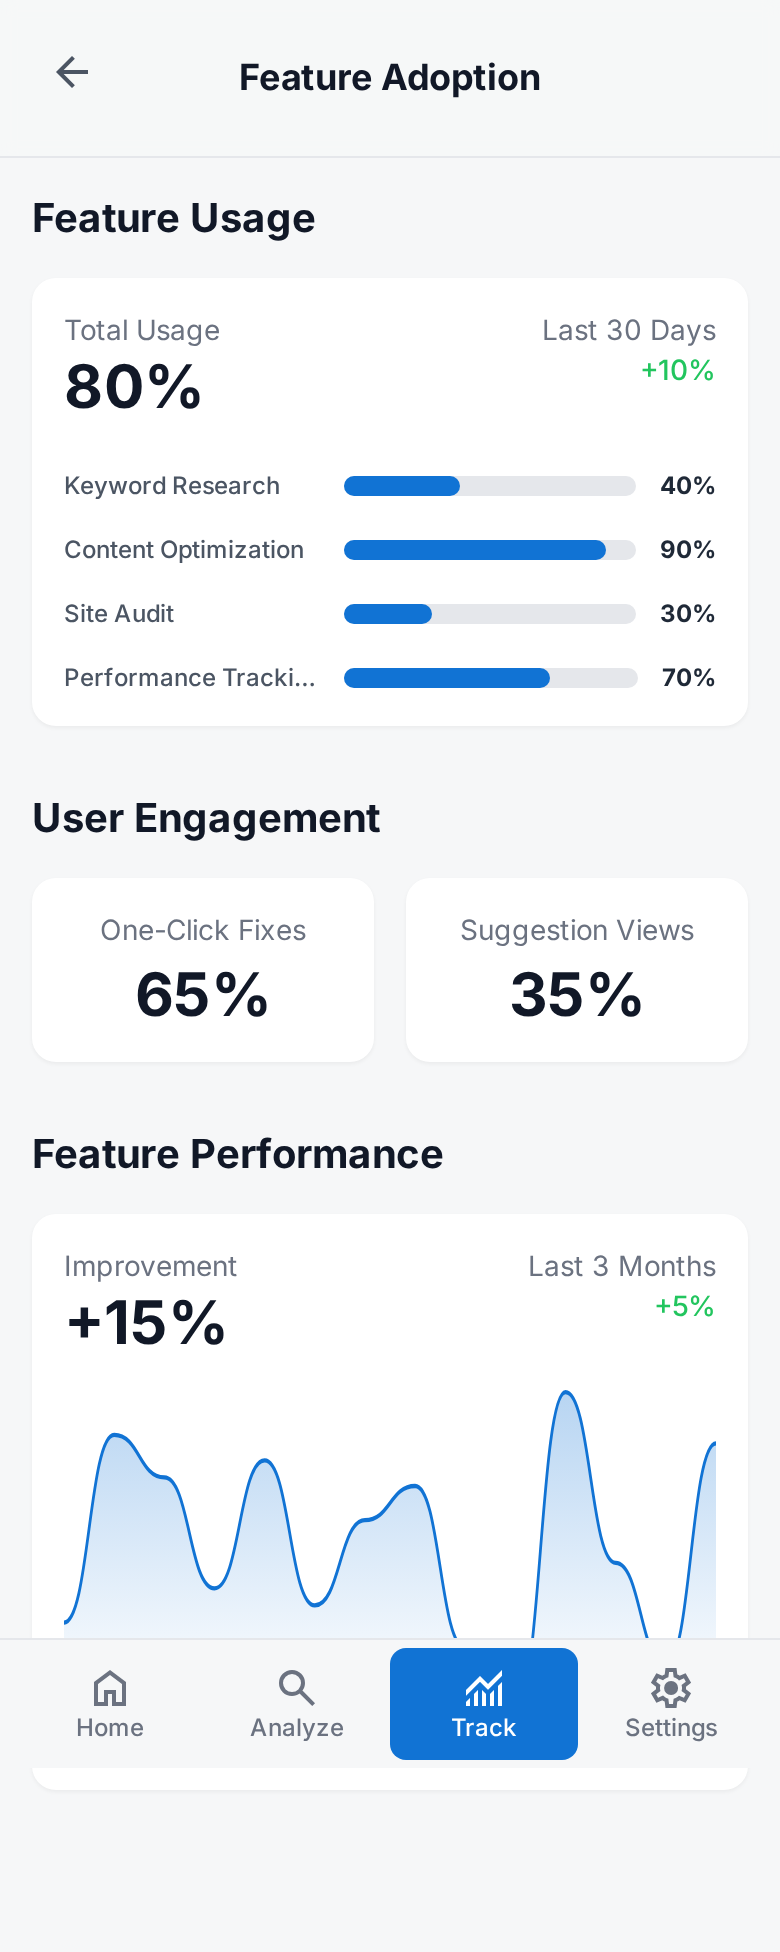 Feature Adoption
Feature Usage
Total Usage
Last 30 Days
80%
+10%
Keyword Research 40%
Content Optimization 90%
Site Audit 30%
Performance Tracki... 70%
User Engagement
One-Click Fixes
65%
Suggestion Views
35%
Feature Performance
Improvement
Last 3 Months
+15%
+5%
Home Analyze Track Settings